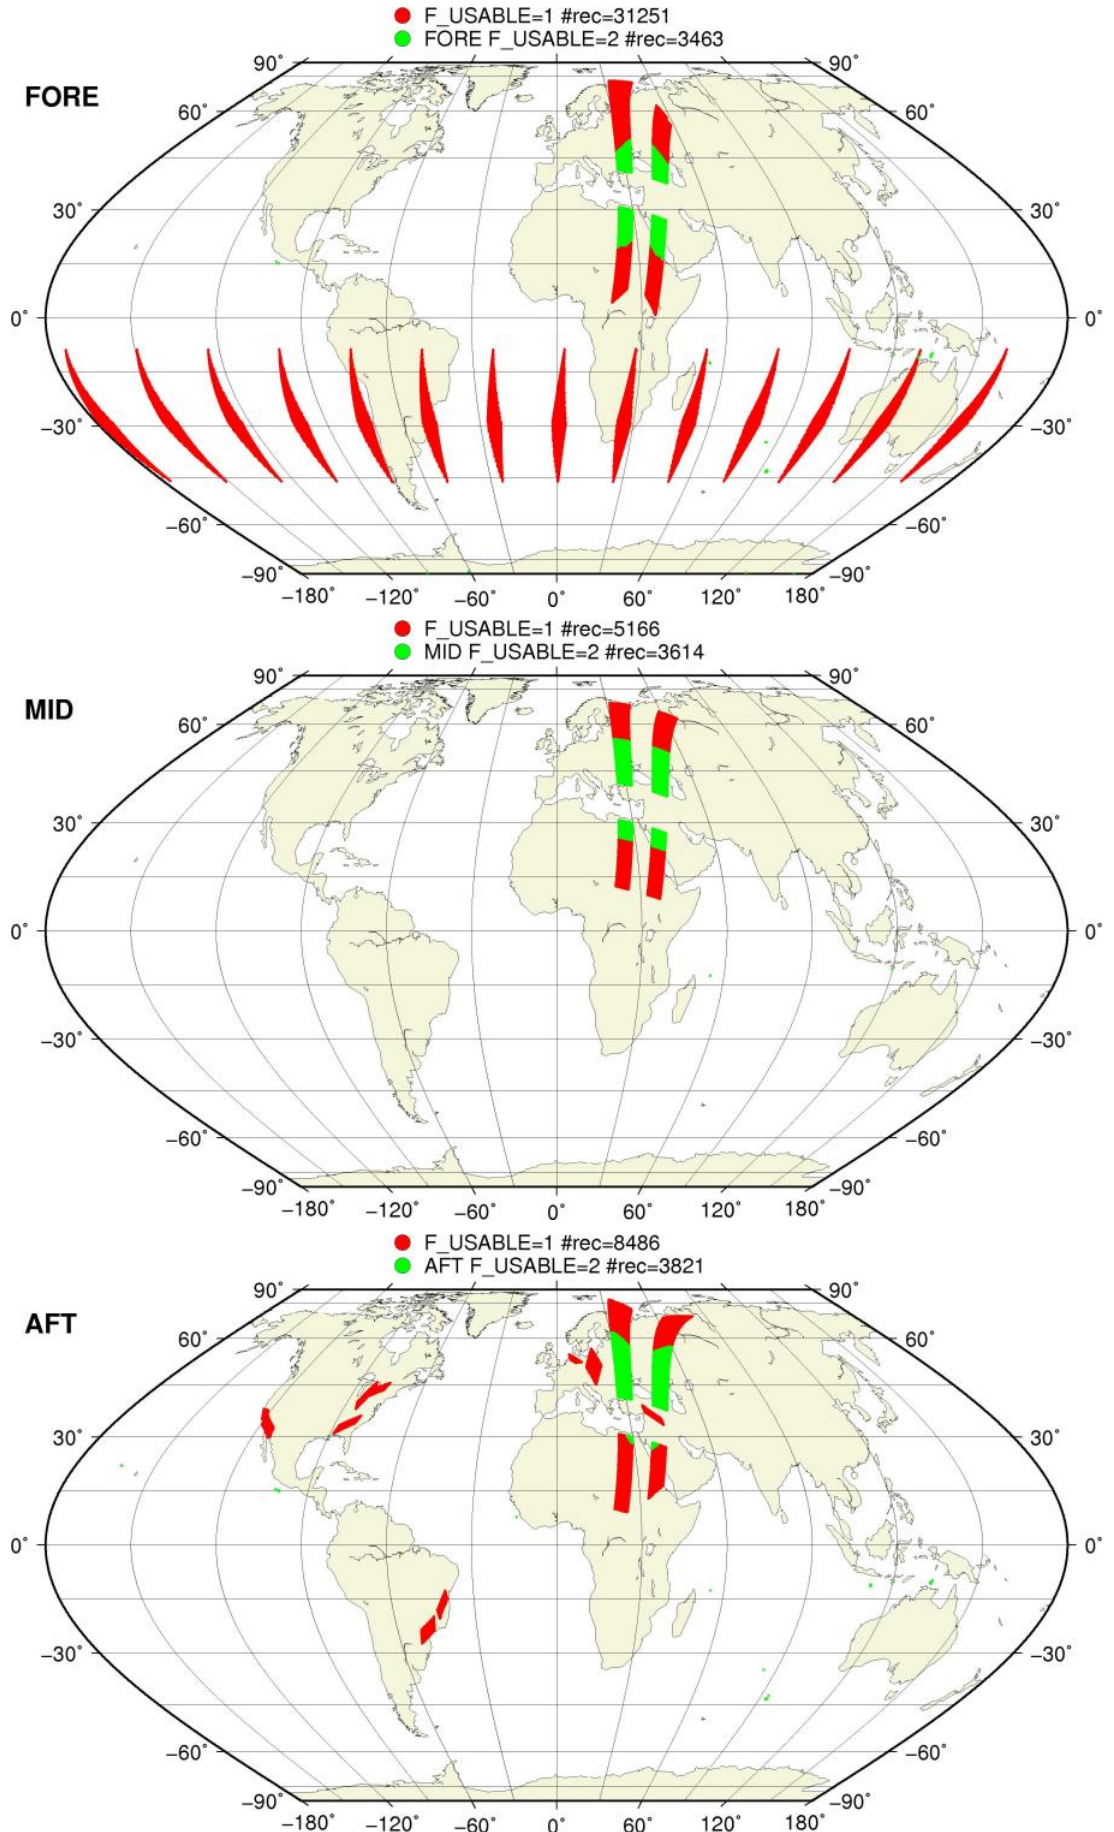 F_USABLE=1 #rec=31251
FORE F_USABLE=2 #rec=3463
FORE
90° 90°
60° 60°
30° 30°
0° 0°
−30° −30°
−60° −60°
−90° −90°
−180° −120° −60° 0° 60° 120° 180°
F_USABLE=1 #rec=5166
MID F_USABLE=2 #rec=3614
MID
90° 90°
60° 60°
30° 30°
0° 0°
−30° −30°
−60° −60°
−90° −90°
−180° −120° −60° 0° 60° 120° 180°
F_USABLE=1 #rec=8486
AFT F_USABLE=2 #rec=3821
AFT
90° 90°
60° 60°
30° 30°
0° 0°
−30° −30°
−60° −60°
−90° −90°
−180° −120° −60° 0° 60° 120° 180°